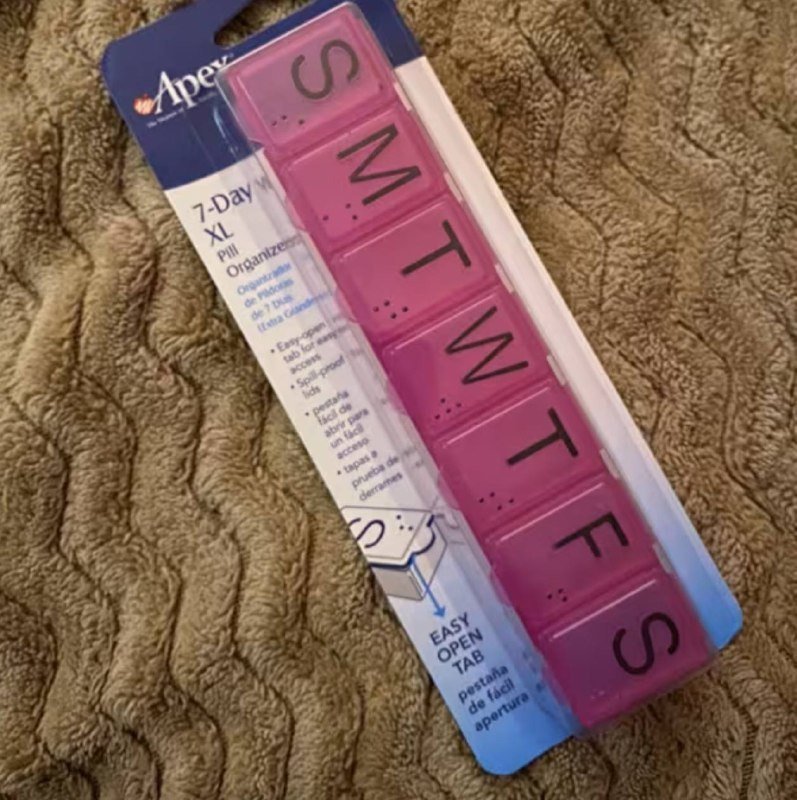 Apex
7-Day
XL
Pill
Organizer
Organizador
de Píldoras
de 7 Días
(Extra Grande)
• Easy-open
tab for easy
access
• Spill-proof
lids
• pestaña
fácil de
abrir para
un fácil
acceso
• tapas a
prueba de
derrames
S
EASY
OPEN
TAB
pestaña
de fácil
apertura
S
M
T
W
T
F
S